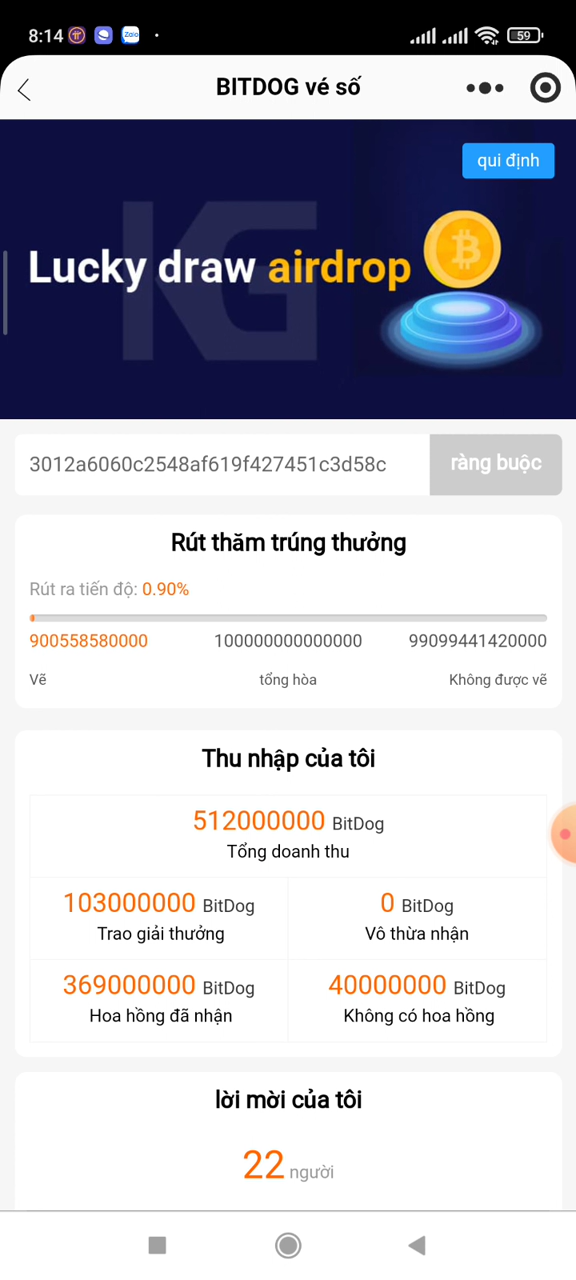 8:14
Zalo
59
BITDOG vé số
qui định
KG
Lucky draw airdrop
3012a6060c2548af619f427451c3d58c
ràng buộc
Rút thăm trúng thưởng
Rút ra tiến độ: 0.90%
900558580000 100000000000000 99099441420000
Vẽ tổng hòa Không được vẽ
Thu nhập của tôi
512000000 BitDog
Tổng doanh thu
103000000 BitDog 0 BitDog
Trao giải thưởng Vô thừa nhận
369000000 BitDog 40000000 BitDog
Hoa hồng đã nhận Không có hoa hồng
lời mời của tôi
22 người